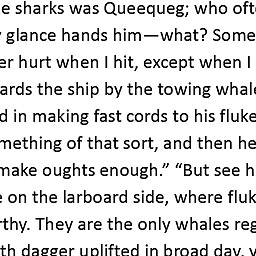 e sharks was Queequeg; who oft
glance hands him—what? Some
er hurt when I hit, except when I
ards the ship by the towing whal
d in making fast cords to his fluke
mething of that sort, and then he
make oughts enough.” “But see h
e on the larboard side, where fluk
rthy. They are the only whales reg
th dagger uplifted in broad day, y